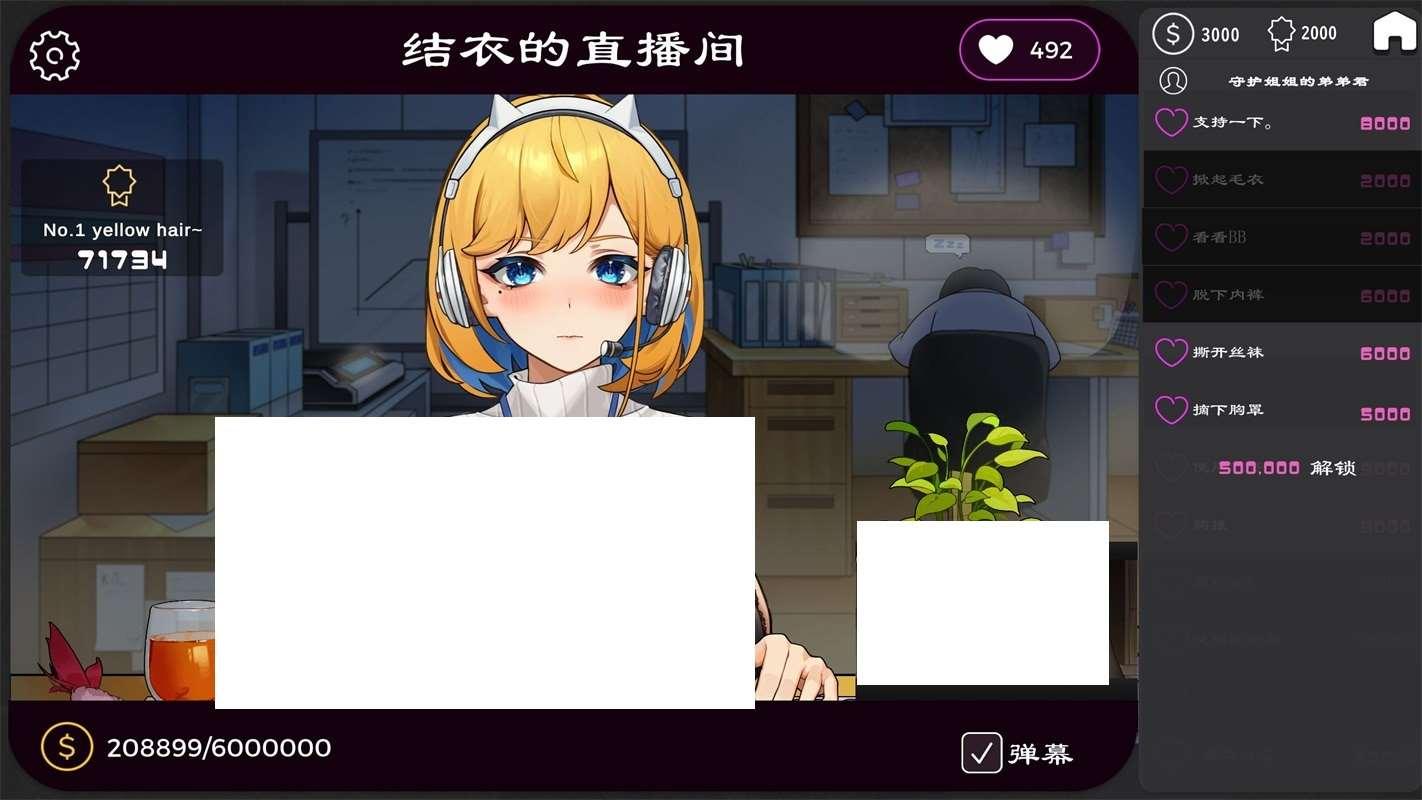 结衣的直播间
492
3000
2000
守护姐姐的弟弟君
支持一下。 8000
掀起毛衣 2000
看看BB 2000
脱下内裤 6000
撕开丝袜 6000
摘下胸罩 5000
500,000 解锁
No.1 yellow hair~
71734
zzz
208899/6000000
弹幕